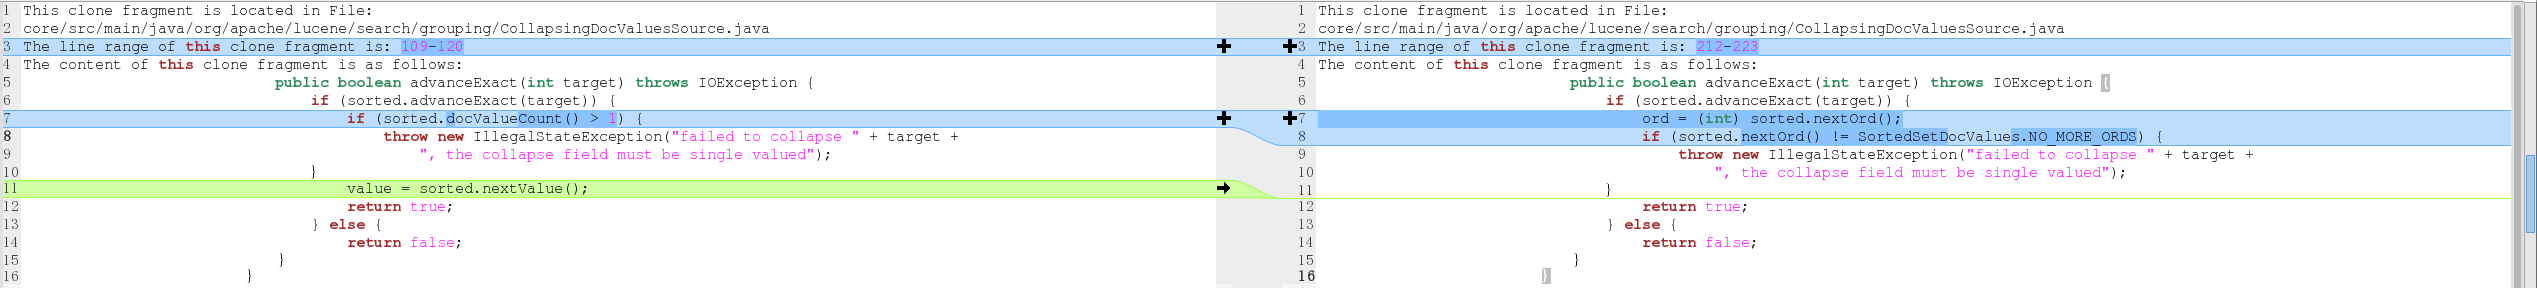 1 This clone fragment is located in File:
2 core/src/main/java/org/apache/lucene/search/grouping/CollapsingDocValuesSource.java
3 The line range of this clone fragment is: 109-120
4 The content of this clone fragment is as follows:
5 public boolean advanceExact(int target) throws IOException {
6 if (sorted.advanceExact(target)) {
7 if (sorted.docValueCount() > 1) {
8 throw new IllegalStateException("failed to collapse " + target +
9 ", the collapse field must be single valued");
10 }
11 value = sorted.nextValue();
12 return true;
13 } else {
14 return false;
15 }
16 }
1 This clone fragment is located in File:
2 core/src/main/java/org/apache/lucene/search/grouping/CollapsingDocValuesSource.java
3 The line range of this clone fragment is: 212-223
4 The content of this clone fragment is as follows:
5 public boolean advanceExact(int target) throws IOException {
6 if (sorted.advanceExact(target)) {
7 ord = (int) sorted.nextOrd();
8 if (sorted.nextOrd() != SortedSetDocValues.NO_MORE_ORDS) {
9 throw new IllegalStateException("failed to collapse " + target +
10 ", the collapse field must be single valued");
11 }
12 return true;
13 } else {
14 return false;
15 }
16 }